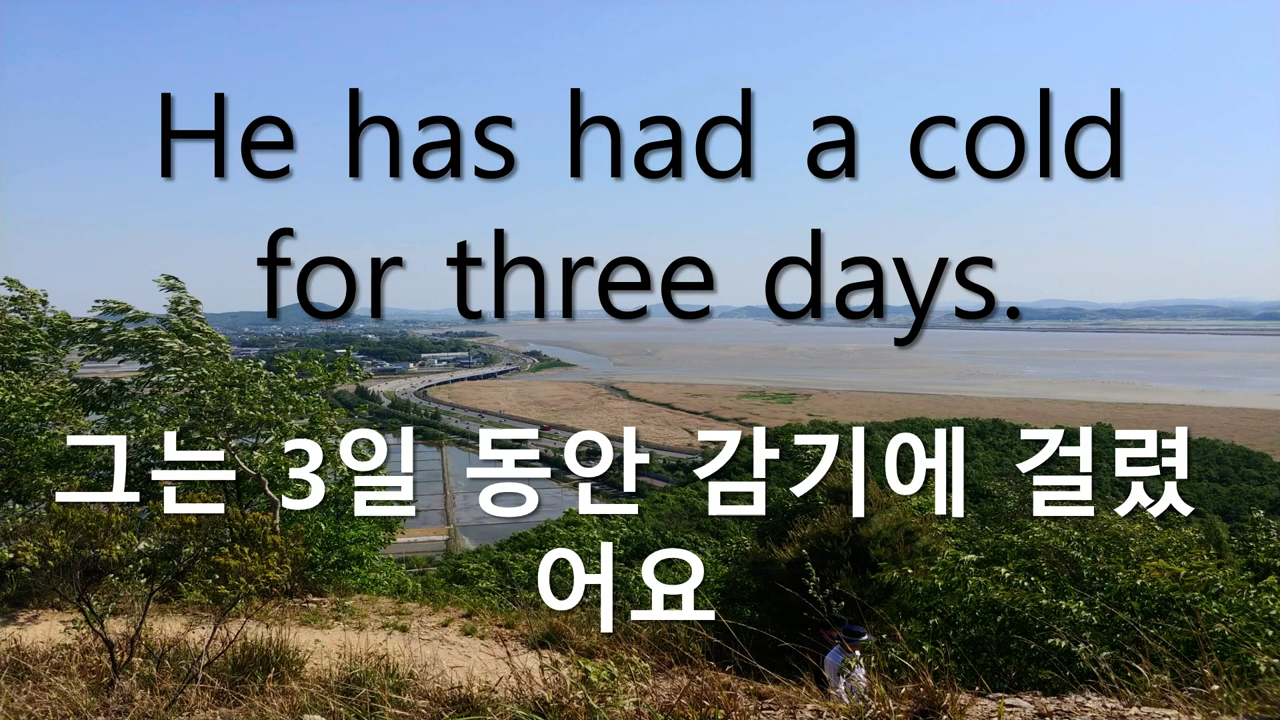 He has had a cold
for three days.
그는 3일 동안 감기에 걸렸
어요